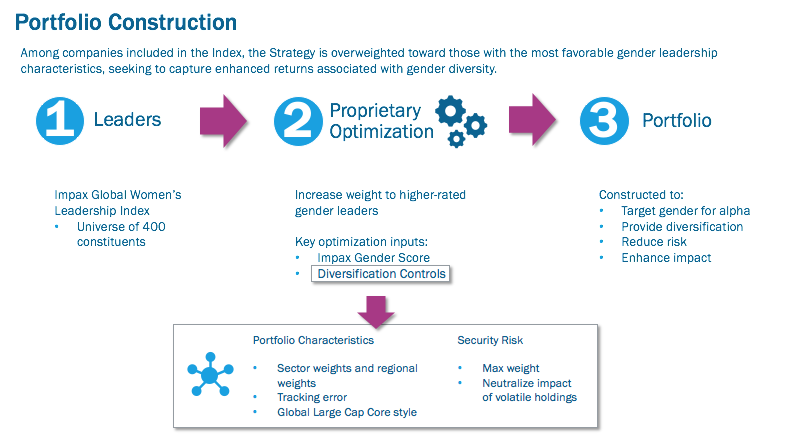 Portfolio Construction
Among companies included in the Index, the Strategy is overweighted toward those with the most favorable gender leadership
characteristics, seeking to capture enhanced returns associated with gender diversity.
1 Leaders
2 Proprietary
Optimization
3 Portfolio
Impax Global Women's
Leadership Index
• Universe of 400
constituents
Increase weight to higher-rated
gender leaders
Key optimization inputs:
• Impax Gender Score
• Diversification Controls
Constructed to:
• Target gender for alpha
• Provide diversification
• Reduce risk
• Enhance impact
Portfolio Characteristics
• Sector weights and regional
weights
• Tracking error
• Global Large Cap Core style
Security Risk
• Max weight
• Neutralize impact
of volatile holdings